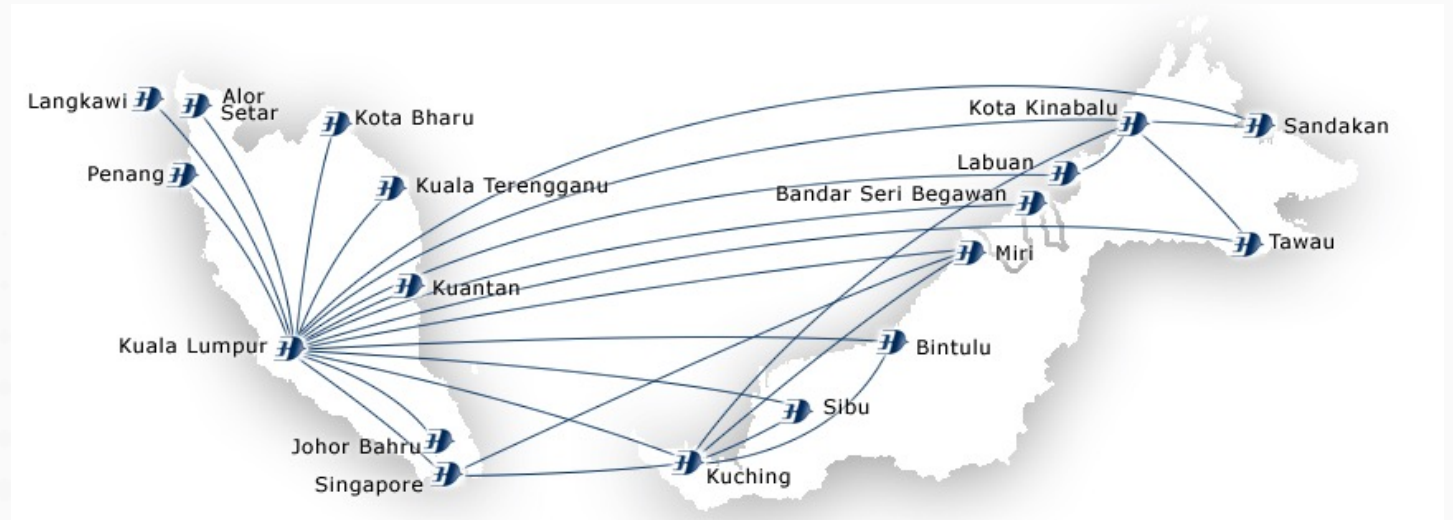 Langkawi
Alor
Setar
Kota Bharu
Kota Kinabalu
Sandakan
Penang
Labuan
Kuala Terengganu
Bandar Seri Begawan
Tawau
Miri
Kuantan
Kuala Lumpur
Bintulu
Sibu
Johor Bahru
Kuching
Singapore